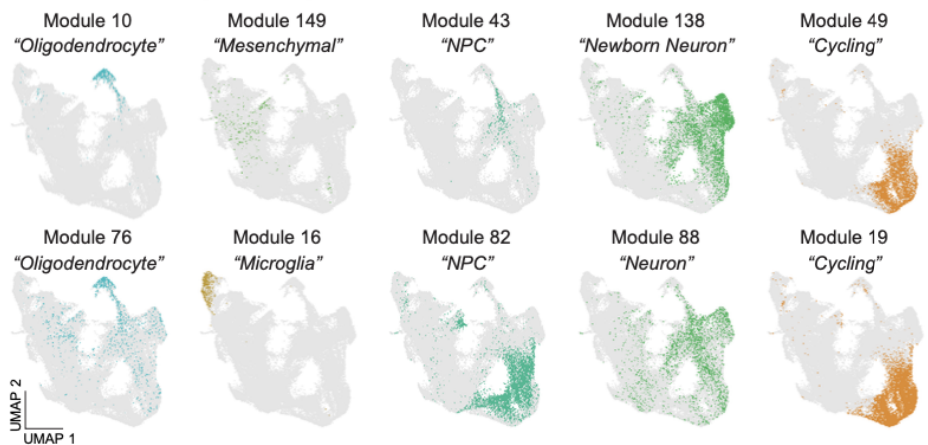 Module 10
"Oligodendrocyte"
Module 149
"Mesenchymal"
Module 43
"NPC"
Module 138
"Newborn Neuron"
Module 49
"Cycling"
Module 76
"Oligodendrocyte"
Module 16
"Microglia"
Module 82
"NPC"
Module 88
"Neuron"
Module 19
"Cycling"
UMAP 2
UMAP 1